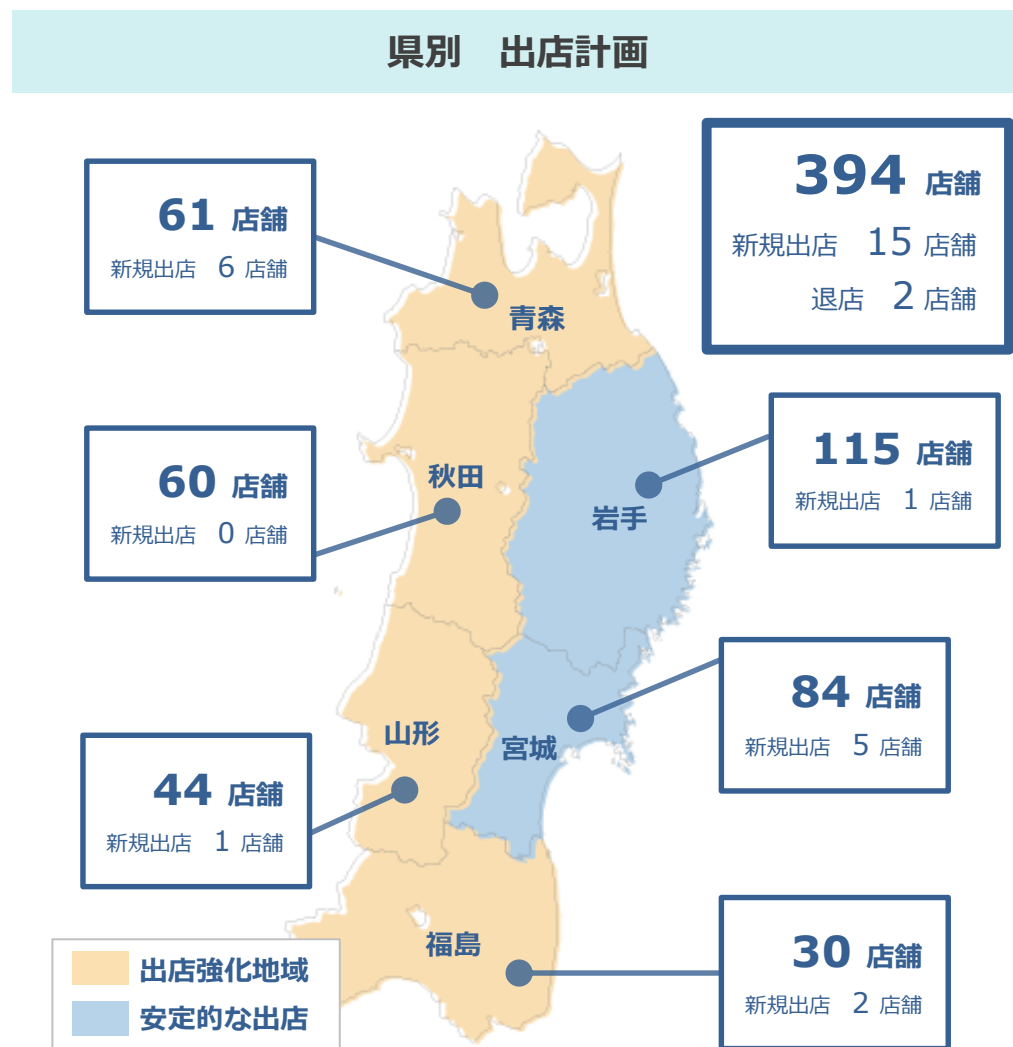 県別　出店計画
394 店舗
新規出店　15 店舗
退店　2 店舗
61 店舗
新規出店　6 店舗
青森
60 店舗
新規出店　0 店舗
秋田
115 店舗
新規出店　1 店舗
岩手
84 店舗
新規出店　5 店舗
宮城
44 店舗
新規出店　1 店舗
山形
30 店舗
新規出店　2 店舗
福島
出店強化地域
安定的な出店